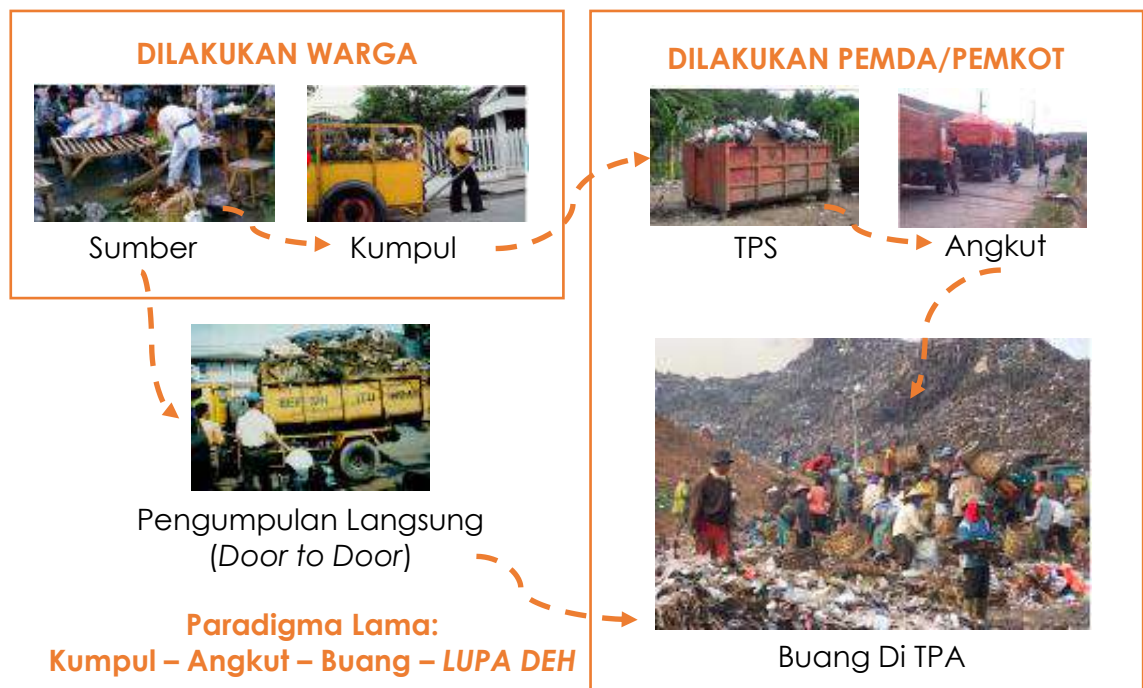 DILAKUKAN WARGA
Sumber
Kumpul
DILAKUKAN PEMDA/PEMKOT
TPS
Angkut
Pengumpulan Langsung
(Door to Door)
Paradigma Lama:
Kumpul – Angkut – Buang – LUPA DEH
Buang Di TPA